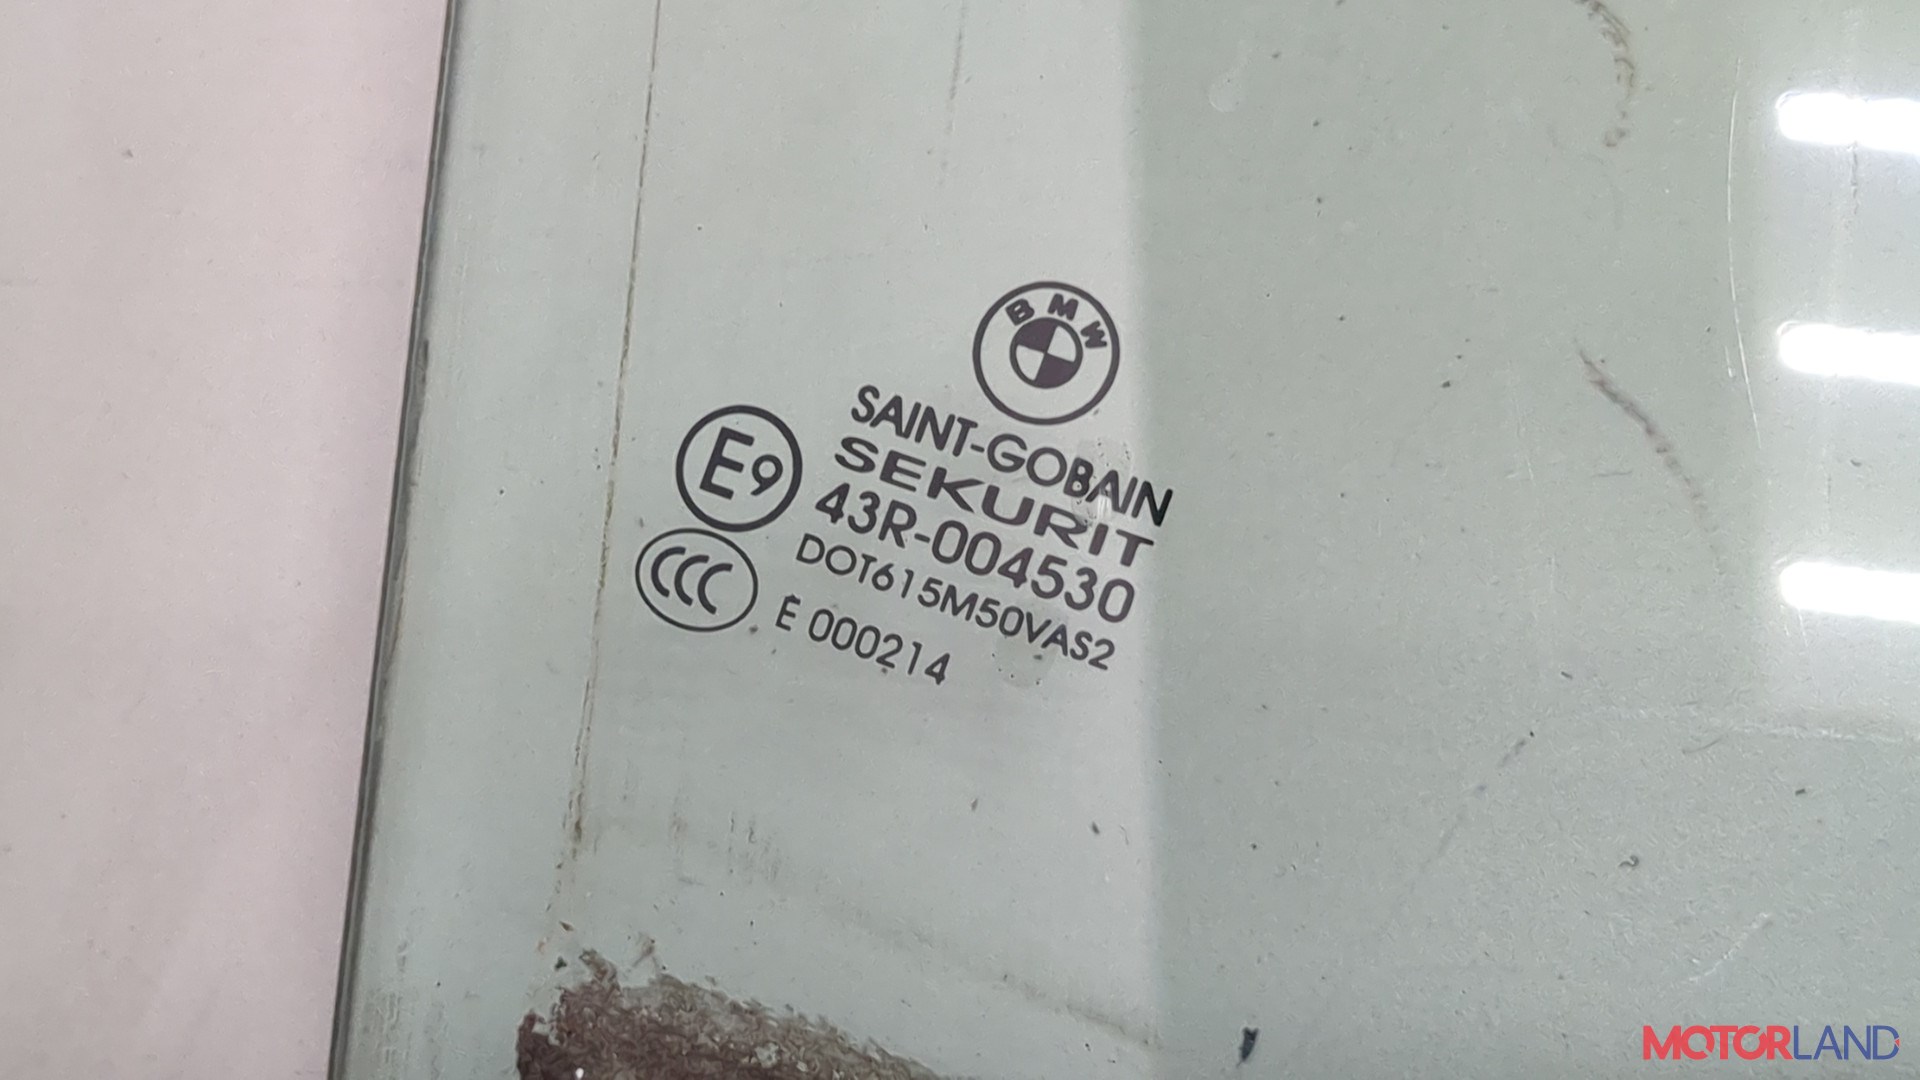 BMW
SAINT-GOBAIN
SEKURIT
E9
43R-004530
DOT615M50VAS2
CCC
E 000214
MOTORLAND